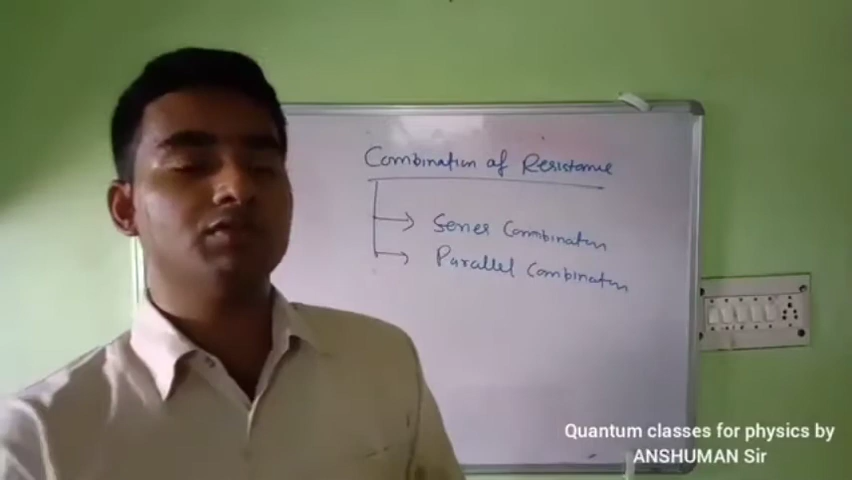 Combination of Resistance
Series Combination
Parallel Combination
Quantum classes for physics by
ANSHUMAN Sir